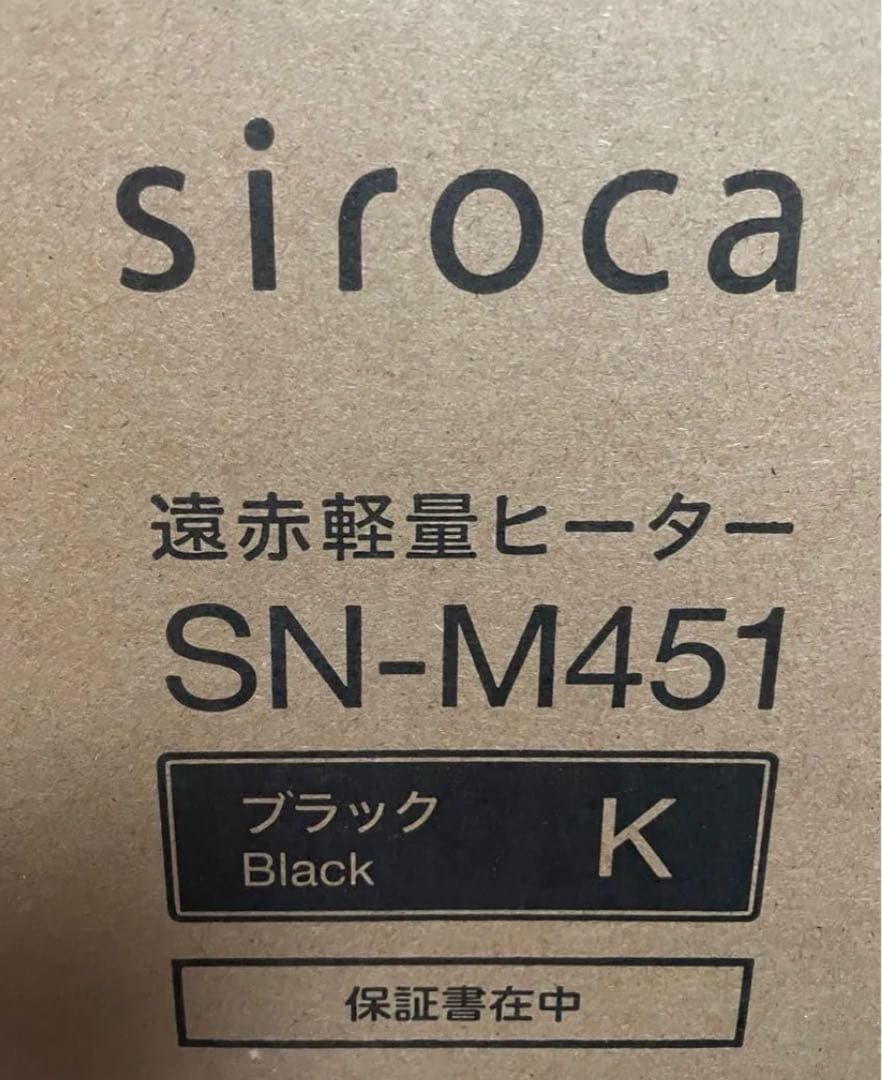 siroca
遠赤軽量ヒーター
SN-M451
ブラック
Black
K
保証書在中